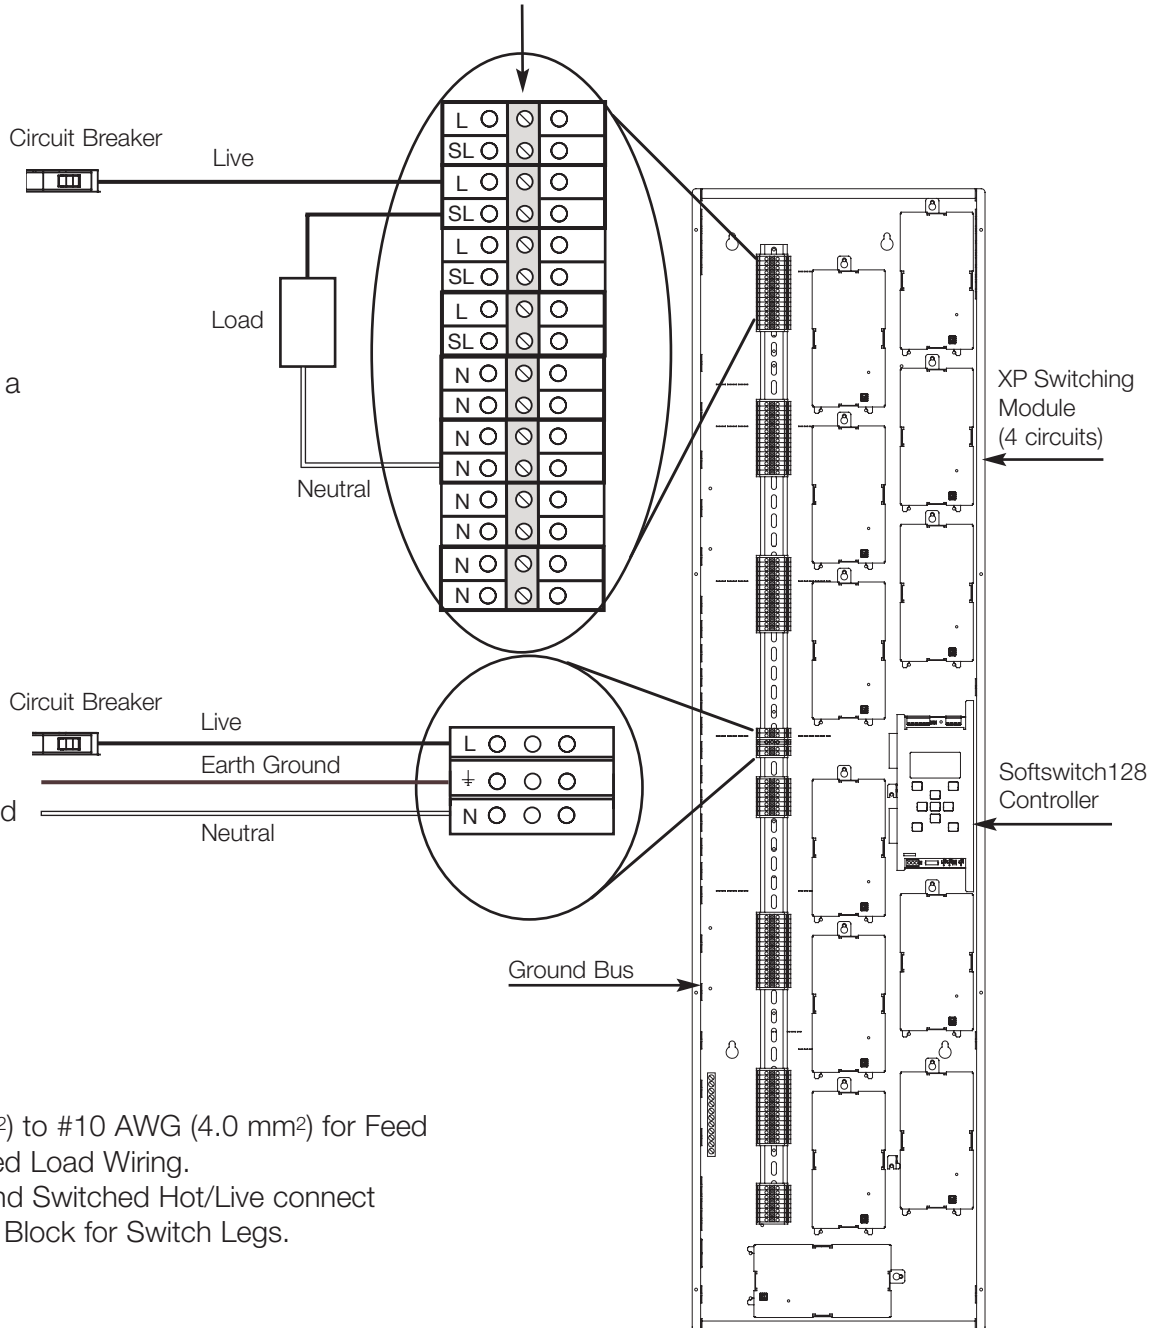 Circuit Breaker
Live
Load
Neutral
a
L
SL
L
SL
L
SL
L
SL
N
N
N
N
N
N
N
N
XP Switching
Module
(4 circuits)
Circuit Breaker
Live
Earth Ground
d
Neutral
L
N
Softswitch128
Controller
Ground Bus
²) to #10 AWG (4.0 mm²) for Feed
ed Load Wiring.
nd Switched Hot/Live connect
Block for Switch Legs.